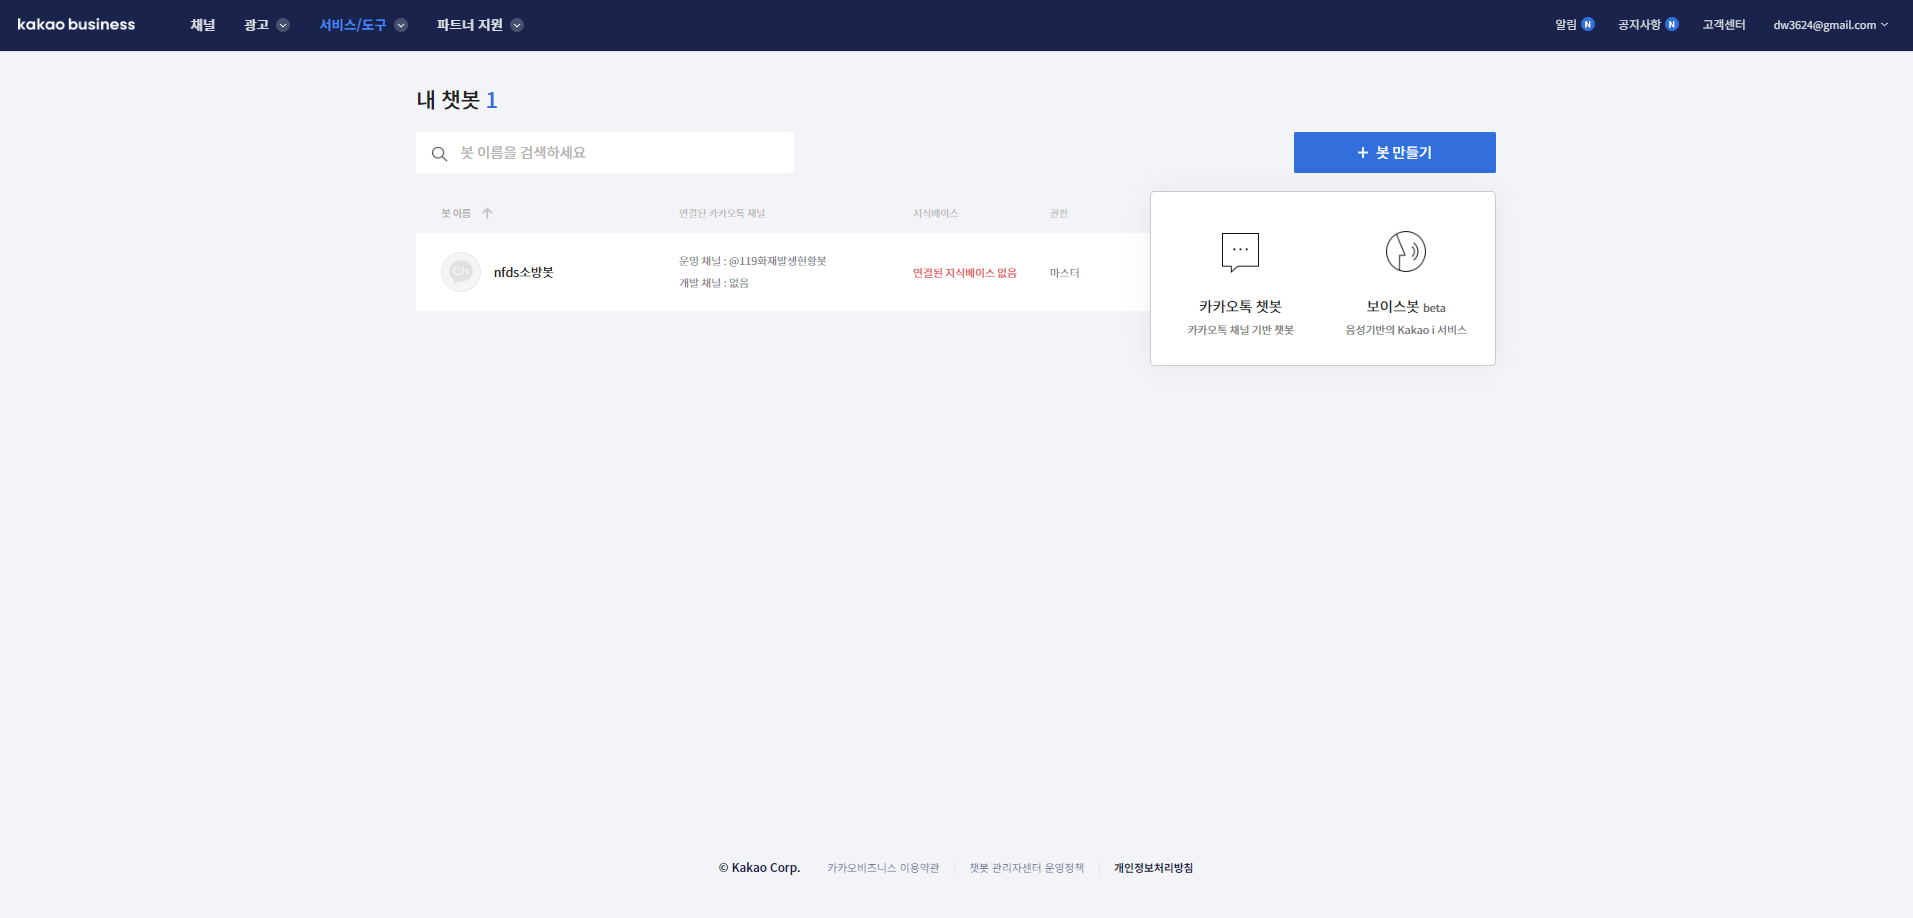 kakao business 채널 광고 서비스/도구 파트너 지원 알림 N 공지사항 N 고객센터 dw3624@gmail.com
내 챗봇 1
봇 이름을 검색하세요
+ 봇 만들기
봇 이름 연결된 카카오톡 채널 지식베이스 권한
Ch nfds소방봇
운영 채널 : @119화재발생현황봇
개발 채널 : 없음
연결된 지식베이스 없음 마스터
카카오톡 챗봇
카카오톡 채널 기반 챗봇
보이스봇 beta
음성기반의 Kakao i 서비스
© Kakao Corp. 카카오비즈니스 이용약관 챗봇 관리자센터 운영정책 개인정보처리방침